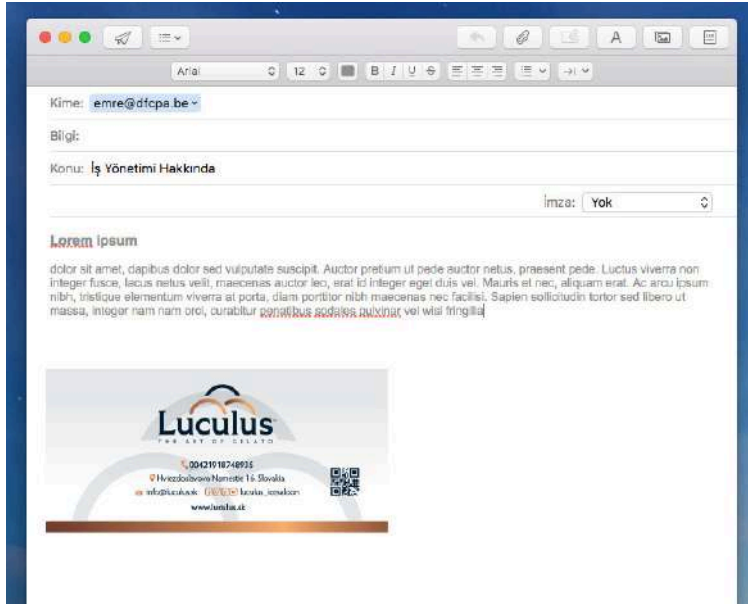 Arial 12 B I U S
A
Kime: emre@dfcpa.be
Bilgi:
Konu: İş Yönetimi Hakkında
İmza: Yok
Lorem ipsum
dolor sit amet, dapibus dolor sed vulputate suscipit. Auctor pretium ut pede auctor netus, praesent pede. Luctus viverra non
integer fusce, lacus netus velit, maecenas auctor leo, erat id integer eget duis vel. Mauris et nec, aliquam erat. Ac arcu ipsum
nibh, tristique elementum viverra at porta, diam porttitor nibh maecenas nec facilisi. Sapien sollicitudin tortor sed libero ut
massa, integer nam nam orci, curabitur penatibus sodales pulvinar vel wisi fringilla
Luculus
THE ART OF GELATO
00421918748935
Námestie 16 Slovakia
info@luculus.sk
www.luculus.sk